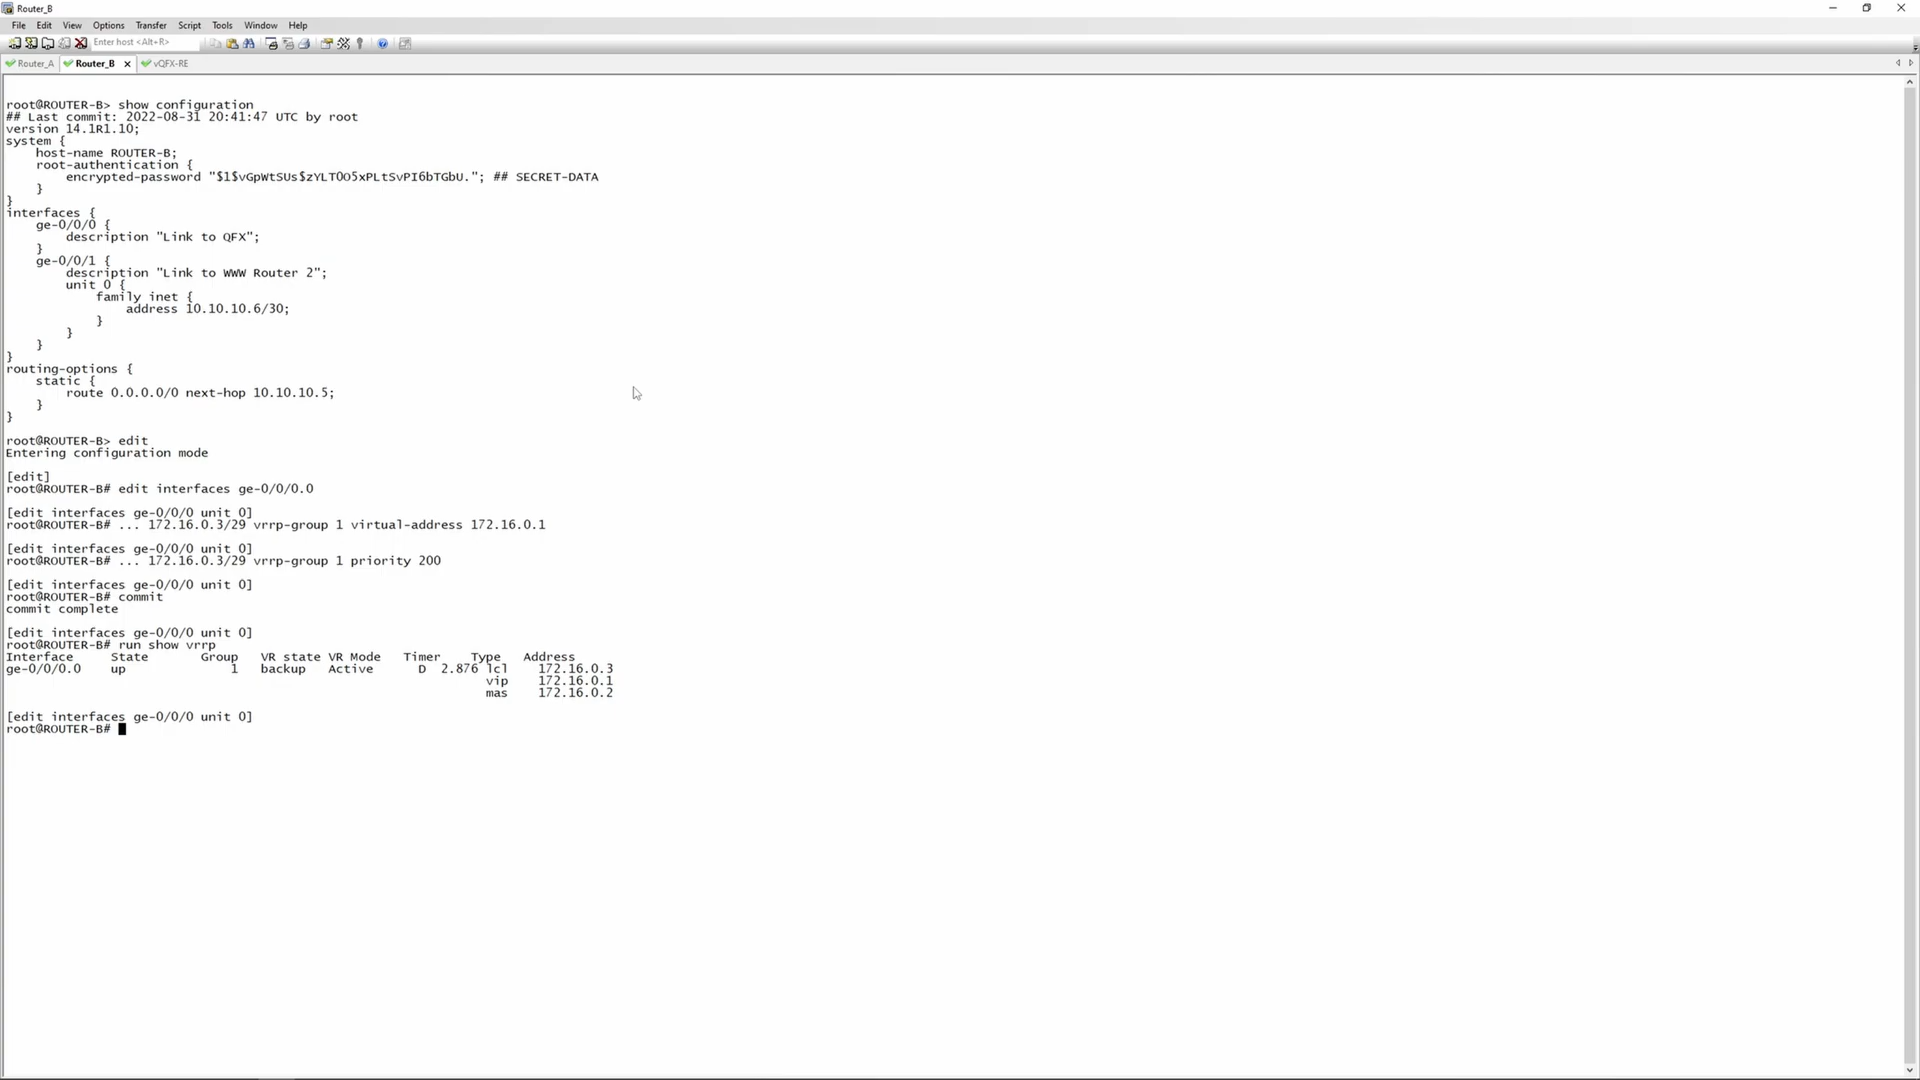 Router_B
File Edit View Options Transfer Script Tools Window Help
Enter host <Alt+R>
Router_A Router_B vQFX-RE
root@ROUTER-B> show configuration
## Last commit: 2022-08-31 20:41:47 UTC by root
version 14.1R1.10;
system {
    host-name ROUTER-B;
    root-authentication {
        encrypted-password "$1$vGpWtSUs$zYLTOO5xPLtSvPI6bTGbU."; ## SECRET-DATA
    }
}
interfaces {
    ge-0/0/0 {
        description "Link to QFX";
    }
    ge-0/0/1 {
        description "Link to WWW Router 2";
        unit 0 {
            family inet {
                address 10.10.10.6/30;
            }
        }
    }
}
routing-options {
    static {
        route 0.0.0.0/0 next-hop 10.10.10.5;
    }
}
root@ROUTER-B> edit
Entering configuration mode
[edit]
root@ROUTER-B# edit interfaces ge-0/0/0.0
[edit interfaces ge-0/0/0 unit 0]
root@ROUTER-B# ... 172.16.0.3/29 vrrp-group 1 virtual-address 172.16.0.1
[edit interfaces ge-0/0/0 unit 0]
root@ROUTER-B# ... 172.16.0.3/29 vrrp-group 1 priority 200
[edit interfaces ge-0/0/0 unit 0]
root@ROUTER-B# commit
commit complete
[edit interfaces ge-0/0/0 unit 0]
root@ROUTER-B# run show vrrp
Interface     State       Group   VR state VR Mode   Timer    Type   Address
ge-0/0/0.0    up              1   backup   Active      D  2.876 lcl    172.16.0.3
                                                                vip    172.16.0.1
                                                                mas    172.16.0.2
[edit interfaces ge-0/0/0 unit 0]
root@ROUTER-B#